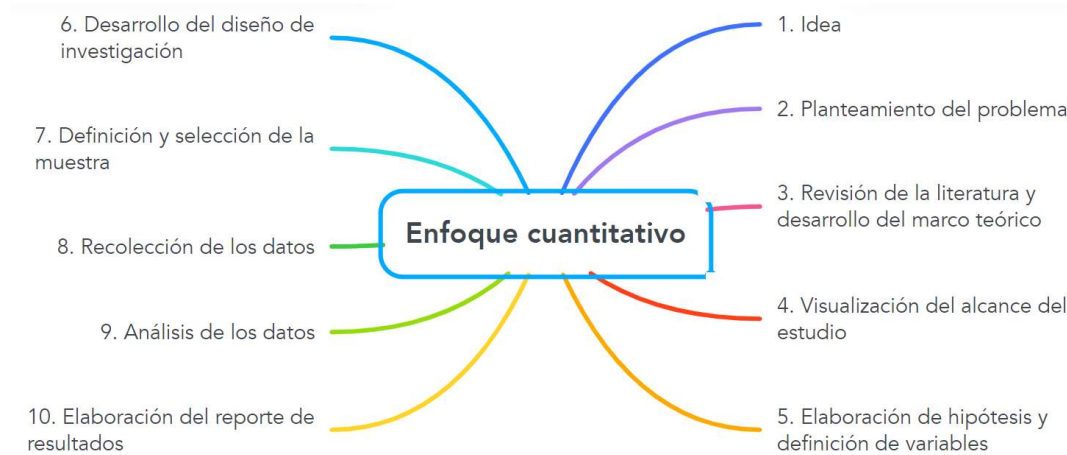 Enfoque cuantitativo
1. Idea
2. Planteamiento del problema
3. Revisión de la literatura y
desarrollo del marco teórico
4. Visualización del alcance del
estudio
5. Elaboración de hipótesis y
definición de variables
6. Desarrollo del diseño de
investigación
7. Definición y selección de la
muestra
8. Recolección de los datos
9. Análisis de los datos
10. Elaboración del reporte de
resultados